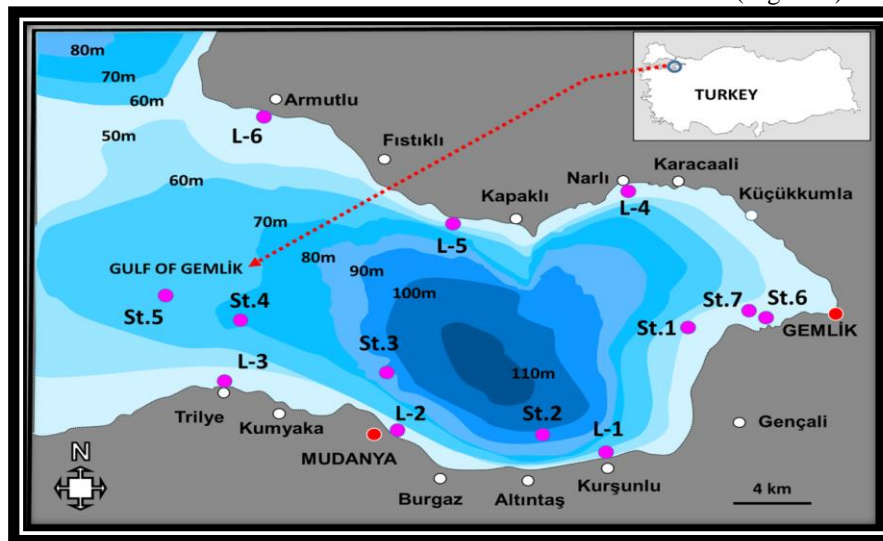 80m
70m
60m
50m
60m
70m
80m
90m
100m
110m
TURKEY
Armutlu
L-6
Fıstıklı
Kapaklı
Narlı
Karacaali
Küçükkumla
L-4
L-5
GULF OF GEMLİK
St.5
St.4
St.7
St.6
St.1
GEMLİK
St.3
L-3
Trilye
Kumyaka
L-2
MUDANYA
St.2
L-1
Gençali
Burgaz
Altıntaş
Kurşunlu
N
4 km